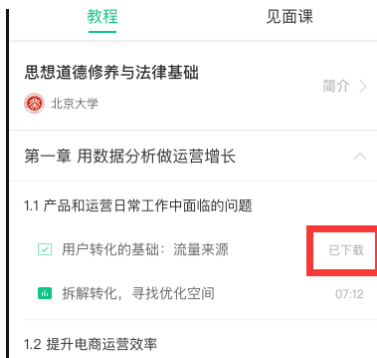 教程 见面课
思想道德修养与法律基础
简介
北京大学
第一章 用数据分析做运营增长
1.1 产品和运营日常工作中面临的问题
用户转化的基础：流量来源 已下载
拆解转化，寻找优化空间 07:12
1.2 提升电商运营效率